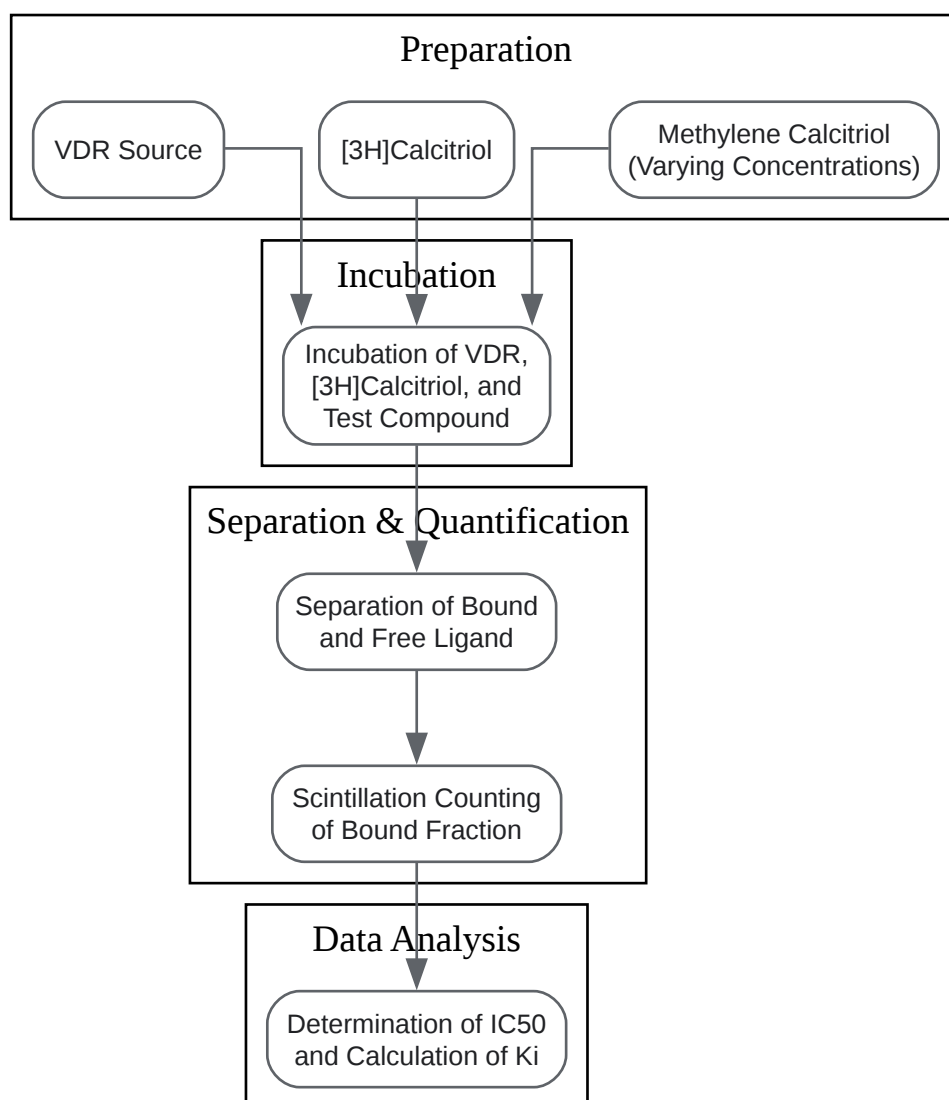 Preparation
VDR Source
[3H]Calcitriol
Methylene Calcitriol
(Varying Concentrations)
Incubation
Incubation of VDR,
[3H]Calcitriol, and
Test Compound
Separation & Quantification
Separation of Bound
and Free Ligand
Scintillation Counting
of Bound Fraction
Data Analysis
Determination of IC50
and Calculation of Ki